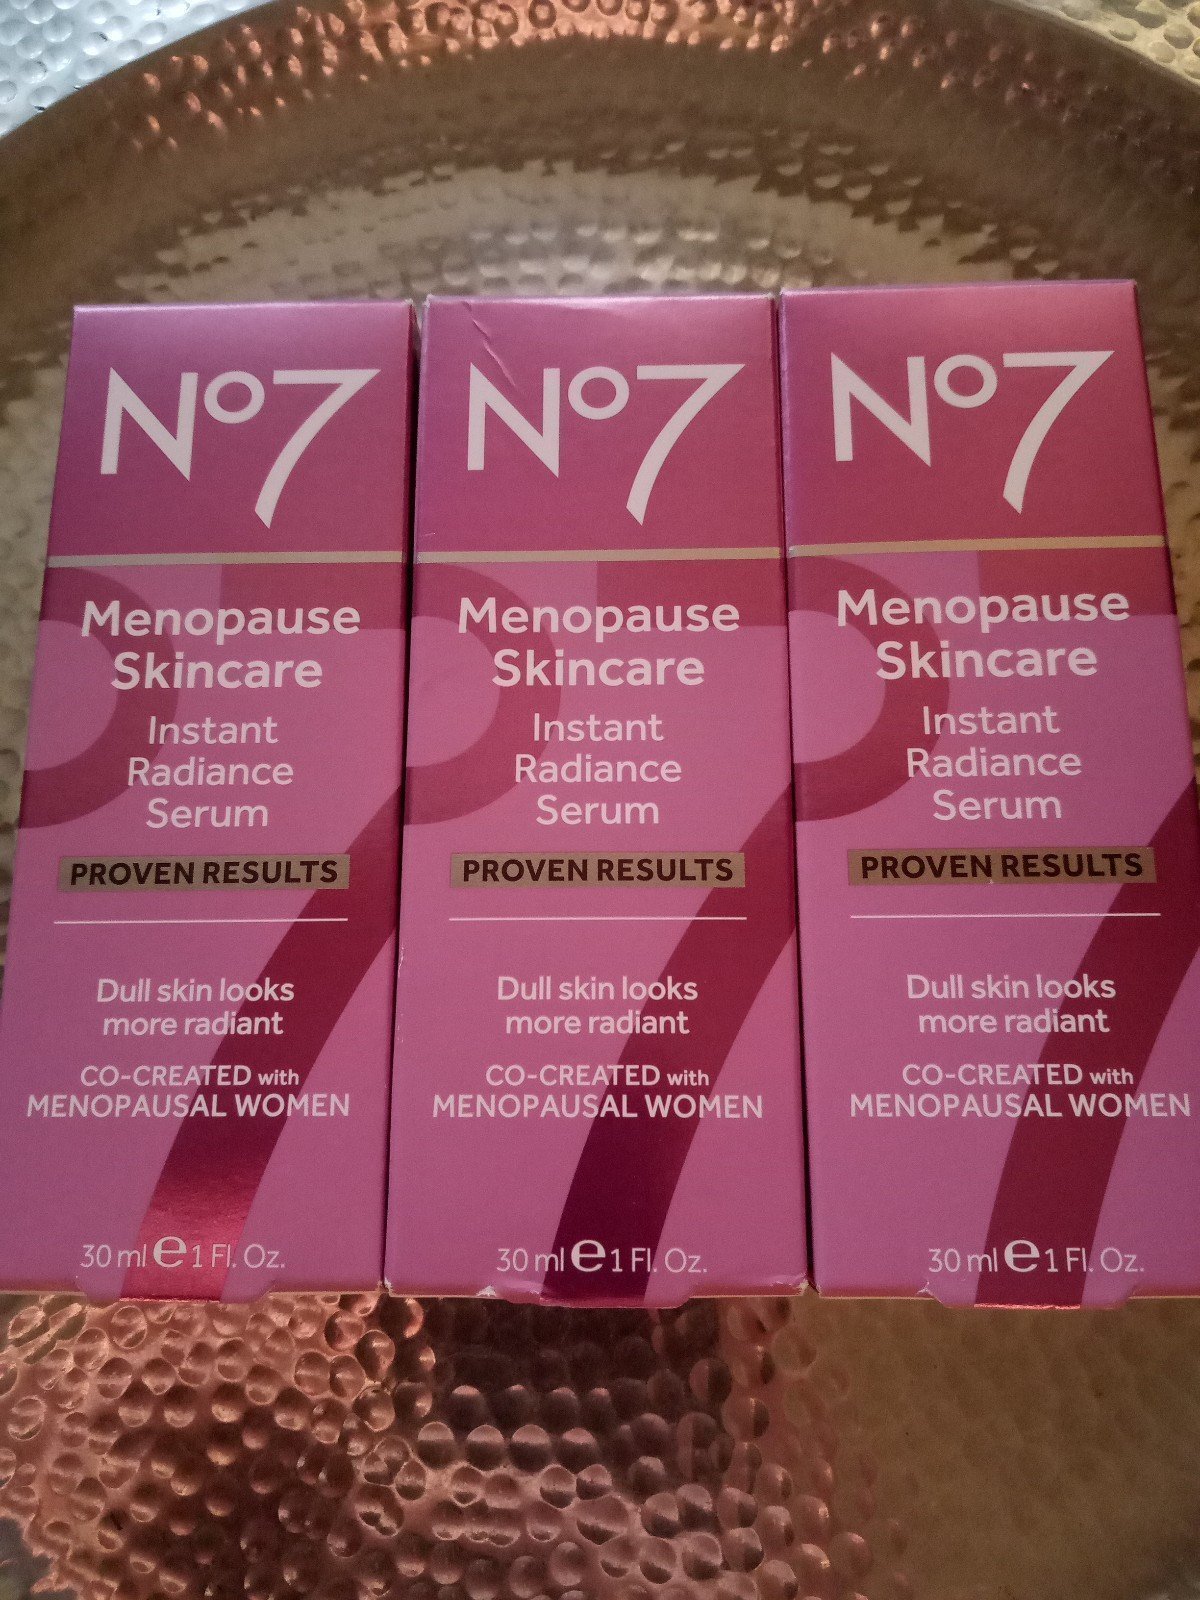 No7
Menopause
Skincare
Instant
Radiance
Serum
PROVEN RESULTS
Dull skin looks
more radiant
CO-CREATED with
MENOPAUSAL WOMEN
30 ml e 1 Fl. Oz.
No7
Menopause
Skincare
Instant
Radiance
Serum
PROVEN RESULTS
Dull skin looks
more radiant
CO-CREATED with
MENOPAUSAL WOMEN
30 ml e 1 Fl. Oz.
No7
Menopause
Skincare
Instant
Radiance
Serum
PROVEN RESULTS
Dull skin looks
more radiant
CO-CREATED with
MENOPAUSAL WOMEN
30 ml e 1 Fl. Oz.